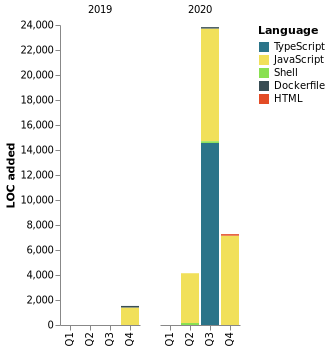 2019
2020
Language
TypeScript
JavaScript
Shell
Dockerfile
HTML
LOC added
24,000
22,000
20,000
18,000
16,000
14,000
12,000
10,000
8,000
6,000
4,000
2,000
0
Q1 Q2 Q3 Q4
Q1 Q2 Q3 Q4